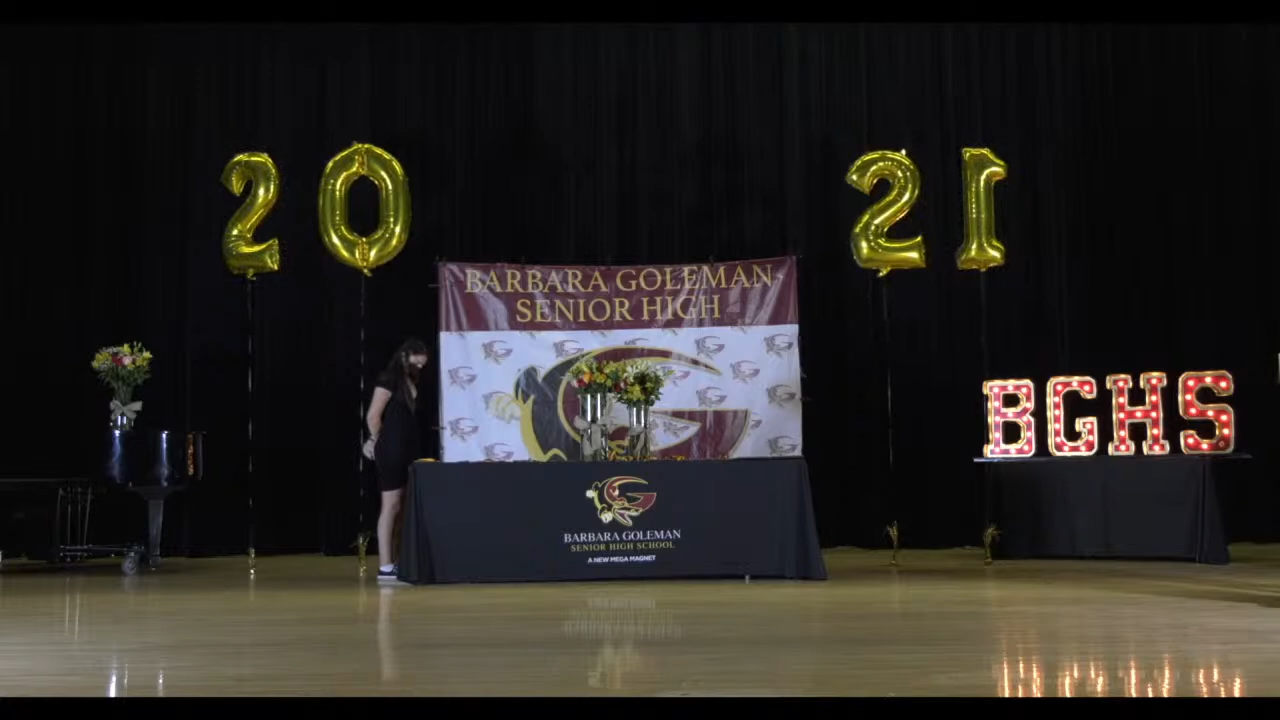 20 21
BARBARA GOLEMAN
SENIOR HIGH
G
BGHS
G
BARBARA GOLEMAN
SENIOR HIGH SCHOOL
A NEW MEGA MAGNET